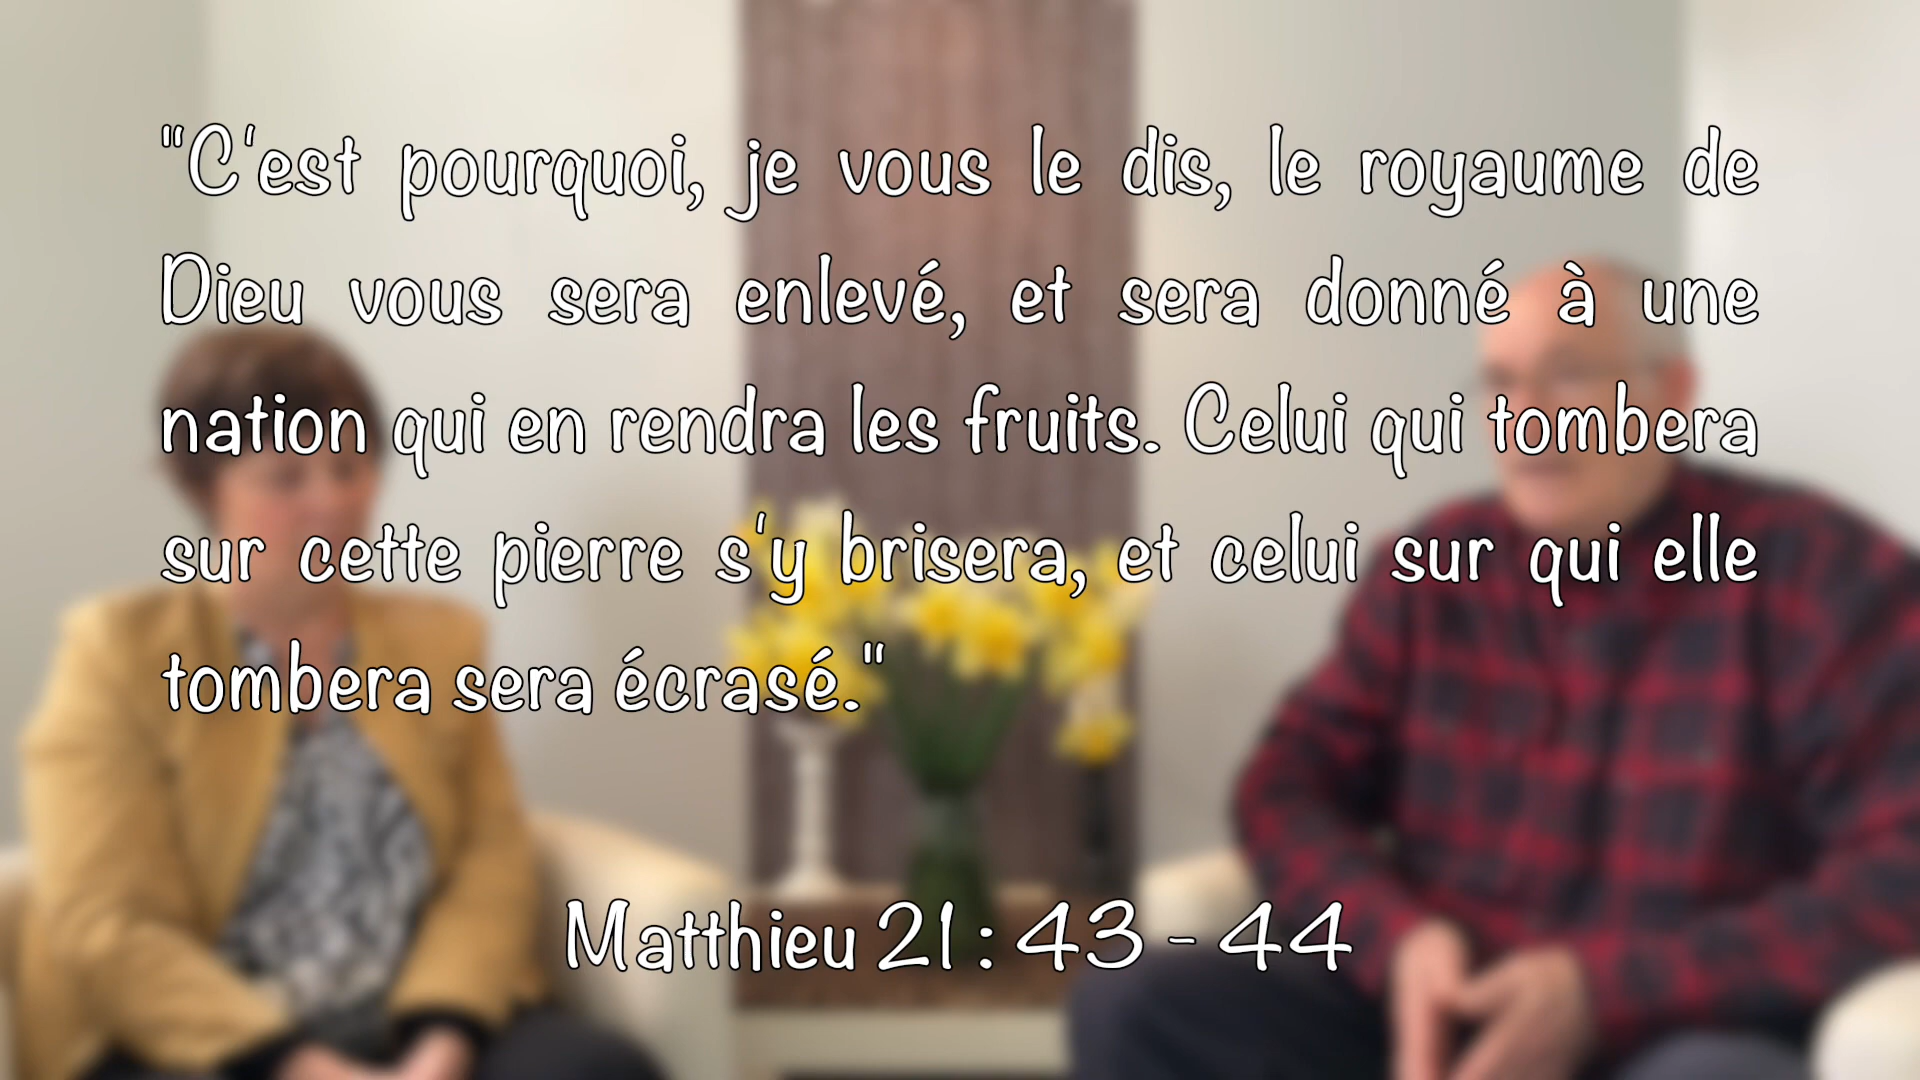 "C'est pourquoi, je vous le dis, le royaume de
Dieu vous sera enlevé, et sera donné à une
nation qui en rendra les fruits. Celui qui tombera
sur cette pierre s'y brisera, et celui sur qui elle
tombera sera écrasé."
Matthieu 21 : 43 - 44